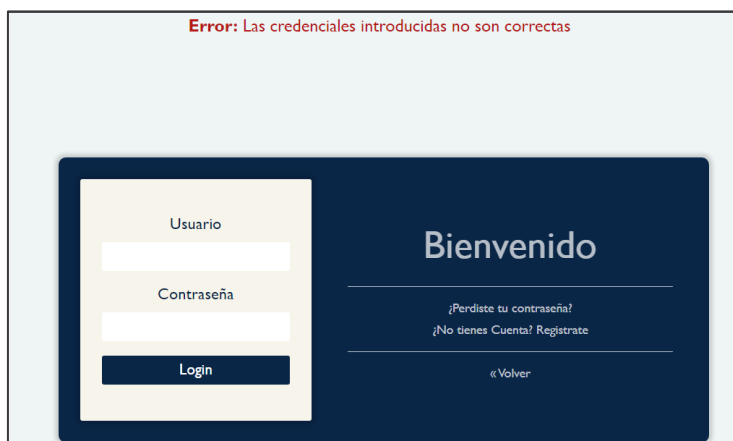 Error: Las credenciales introducidas no son correctas
Usuario
Contraseña
Login
Bienvenido
¿Perdiste tu contraseña?
¿No tienes Cuenta? Registrate
« Volver